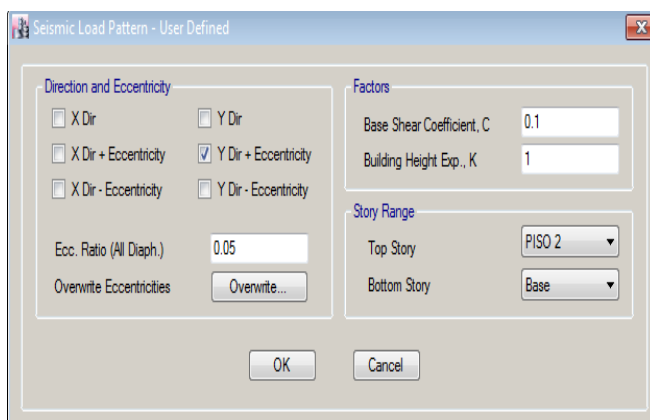 Seismic Load Pattern - User Defined
Direction and Eccentricity
X Dir
Y Dir
X Dir + Eccentricity
Y Dir + Eccentricity
X Dir - Eccentricity
Y Dir - Eccentricity
Ecc. Ratio (All Diaph.)
0.05
Overwrite Eccentricities
Overwrite...
Factors
Base Shear Coefficient, C
0.1
Building Height Exp., K
1
Story Range
Top Story
PISO 2
Bottom Story
Base
OK
Cancel